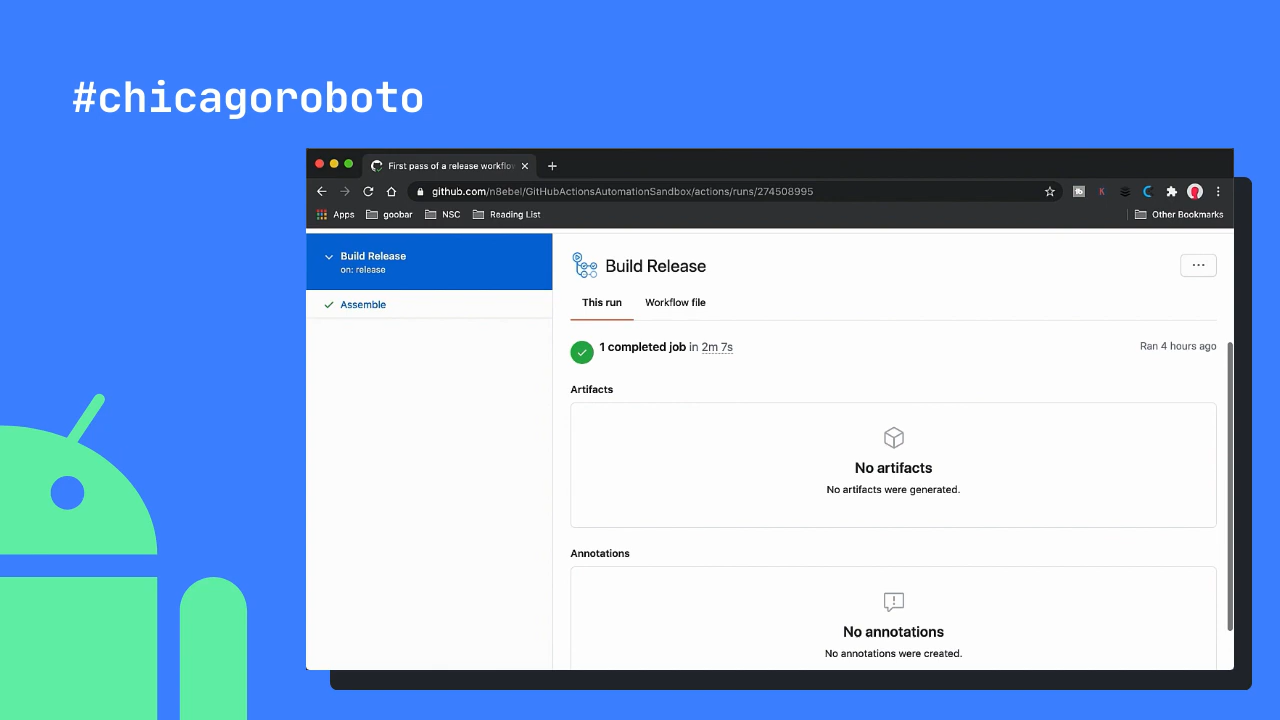 #chicagoroboto
First pass of a release workflo
github.com/n8ebel/GitHubActionsAutomationSandbox/actions/runs/274508995
Apps goobar NSC Reading List Other Bookmarks
Build Release
on: release
Assemble
Build Release
This run Workflow file
1 completed job in 2m 7s
Ran 4 hours ago
Artifacts
No artifacts
No artifacts were generated.
Annotations
No annotations
No annotations were created.